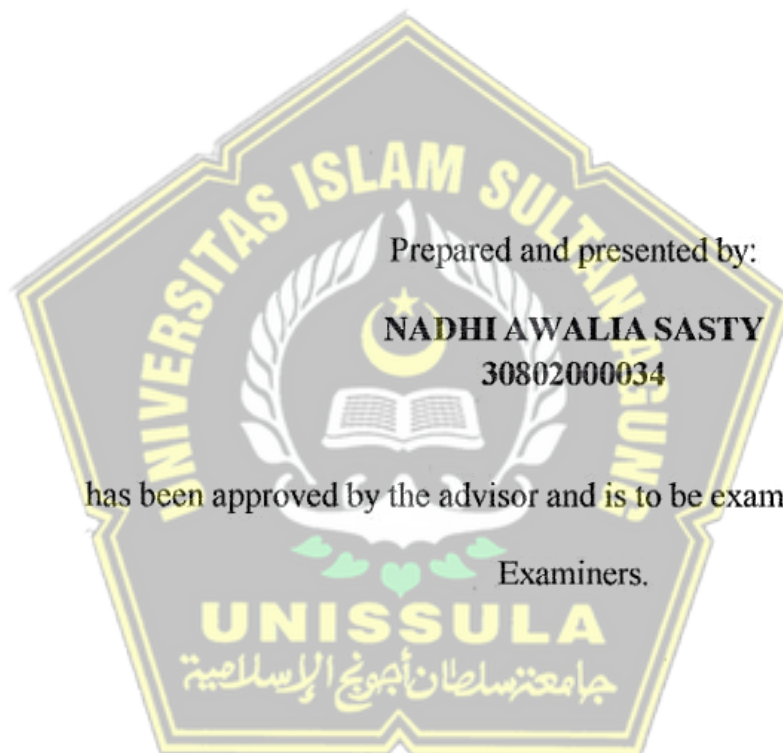 UNIVERSITAS ISLAM SULTAN AGUNG
Prepared and presented by:
NADHI AWALIA SASTY
30802000034
has been approved by the advisor and is to be exam
Examiners.
UNISSULA
جامعة سلطان أجونج الإسلامية